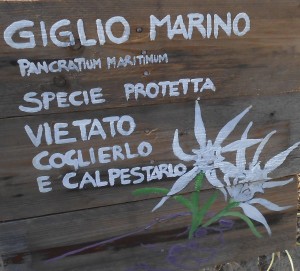 GIGLIO MARINO
PANCRATIUM MARITIMUM
SPECIE PROTETTA
VIETATO
COGLIERLO
E CALPESTARLO